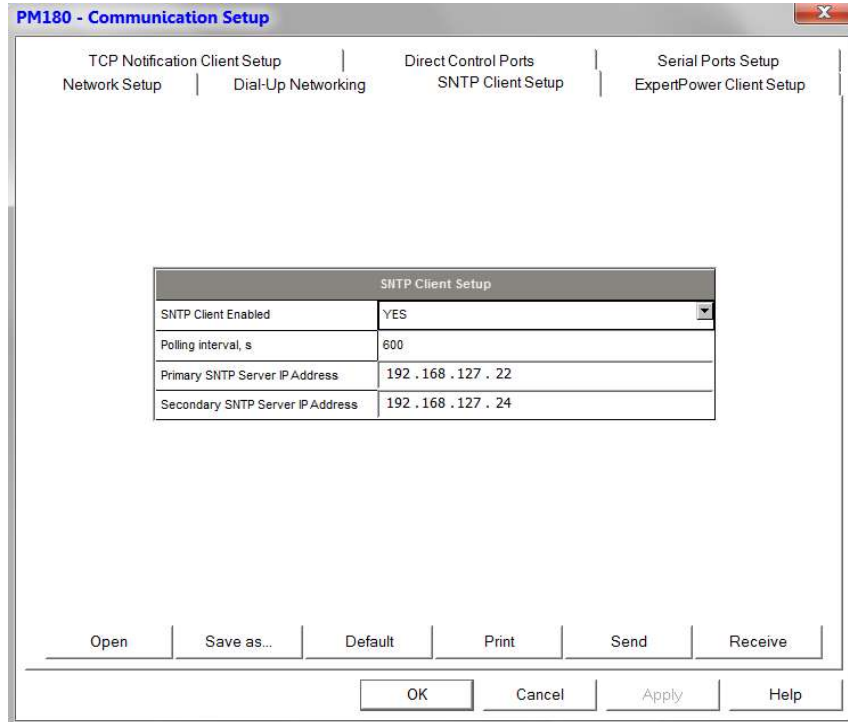 PM180 - Communication Setup
TCP Notification Client Setup Direct Control Ports Serial Ports Setup
Network Setup Dial-Up Networking SNTP Client Setup ExpertPower Client Setup
SNTP Client Setup
SNTP Client Enabled YES
Polling interval, s 600
Primary SNTP Server IP Address 192 . 168 . 127 . 22
Secondary SNTP Server IP Address 192 . 168 . 127 . 24
Open Save as... Default Print Send Receive
OK Cancel Apply Help